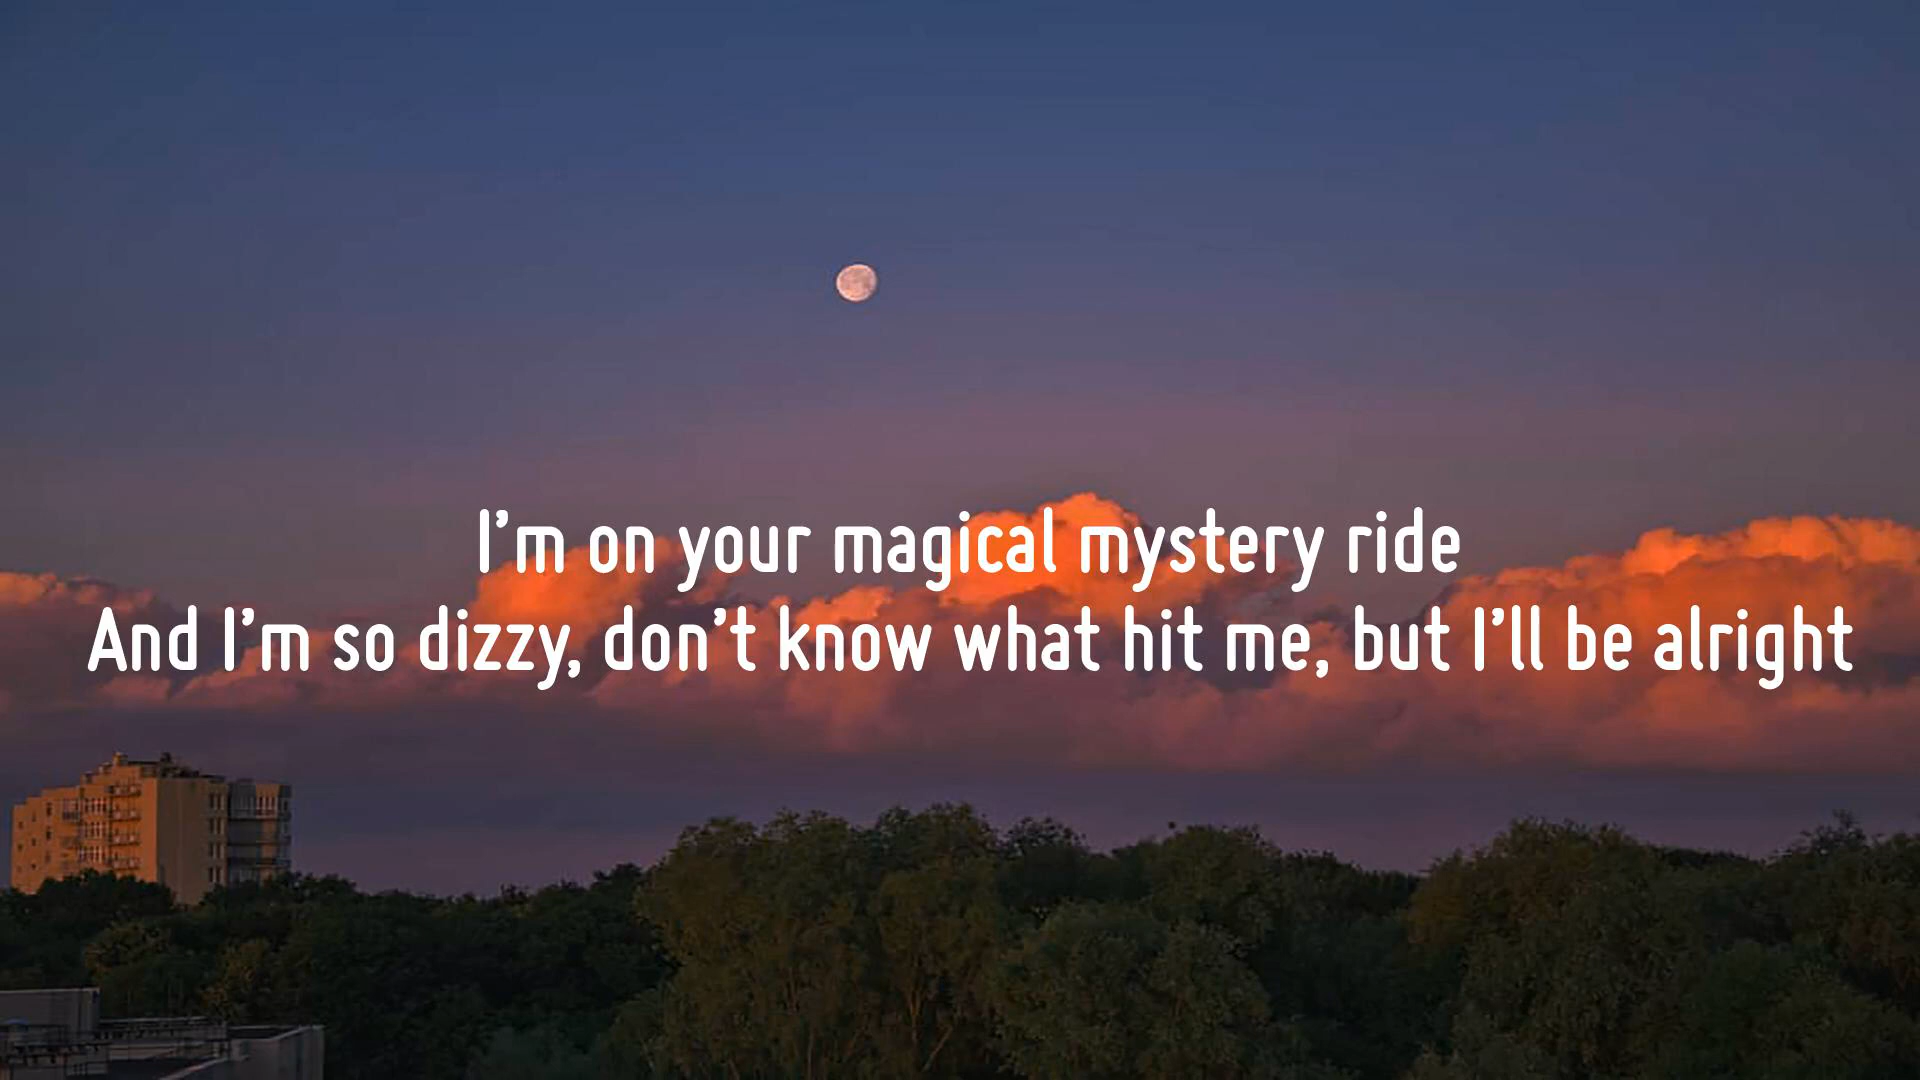 I'm on your magical mystery ride
And I'm so dizzy, don't know what hit me, but I'll be alright